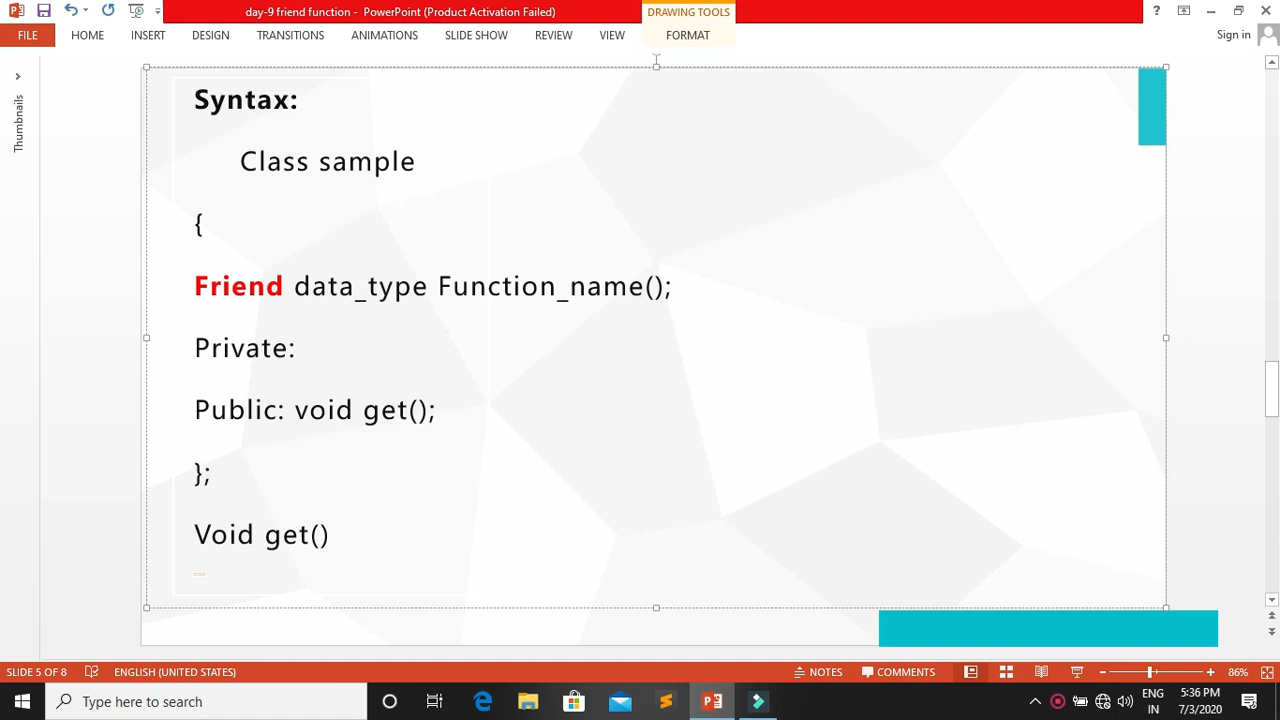 day-9 friend function - PowerPoint (Product Activation Failed)
DRAWING TOOLS
?
FILE
HOME
INSERT
DESIGN
TRANSITIONS
ANIMATIONS
SLIDE SHOW
REVIEW
VIEW
FORMAT
Sign in
Thumbnails
Syntax:
Class sample
{
Friend data_type Function_name();
Private:
Public: void get();
};
Void get()
SLIDE 5 OF 8
ENGLISH (UNITED STATES)
NOTES
COMMENTS
86%
Type here to search
ENG
IN
5:36 PM
7/3/2020